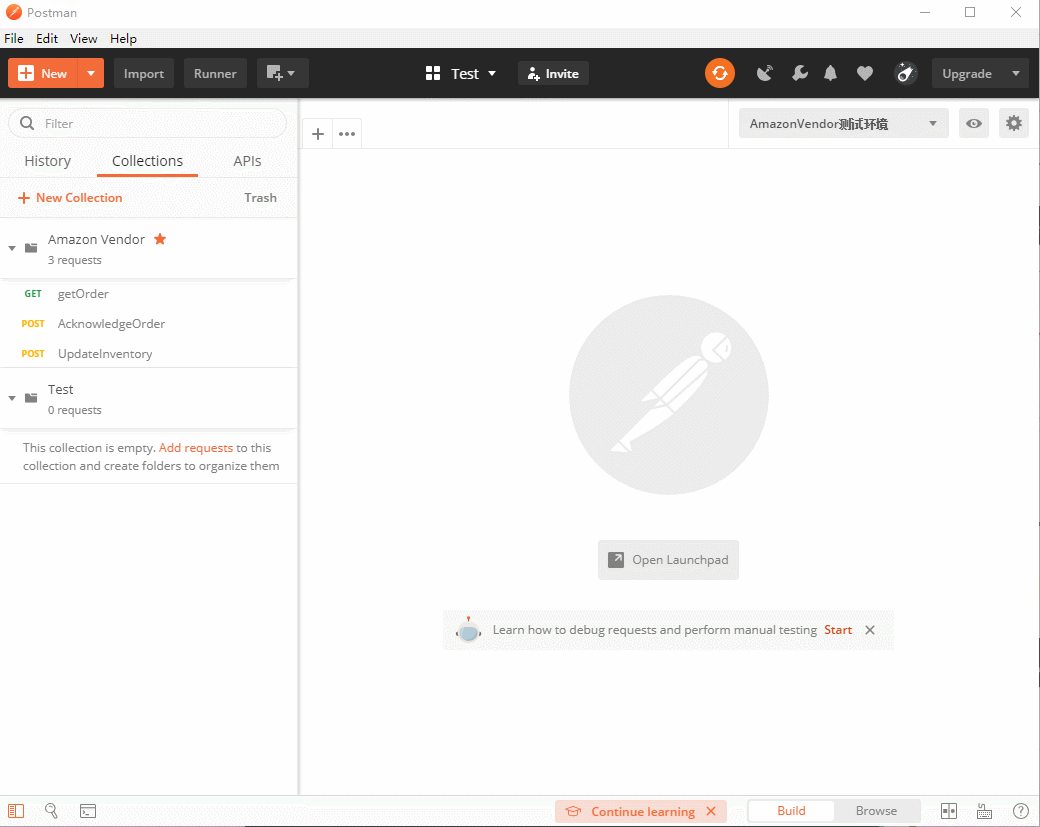 Postman
File Edit View Help
New Import Runner Test Invite Upgrade
Filter
AmazonVendor测试环境
History Collections APIs
New Collection Trash
Amazon Vendor
3 requests
GET getOrder
POST AcknowledgeOrder
POST UpdateInventory
Test
0 requests
This collection is empty. Add requests to this
collection and create folders to organize them
Open Launchpad
Learn how to debug requests and perform manual testing Start
Continue learning Build Browse